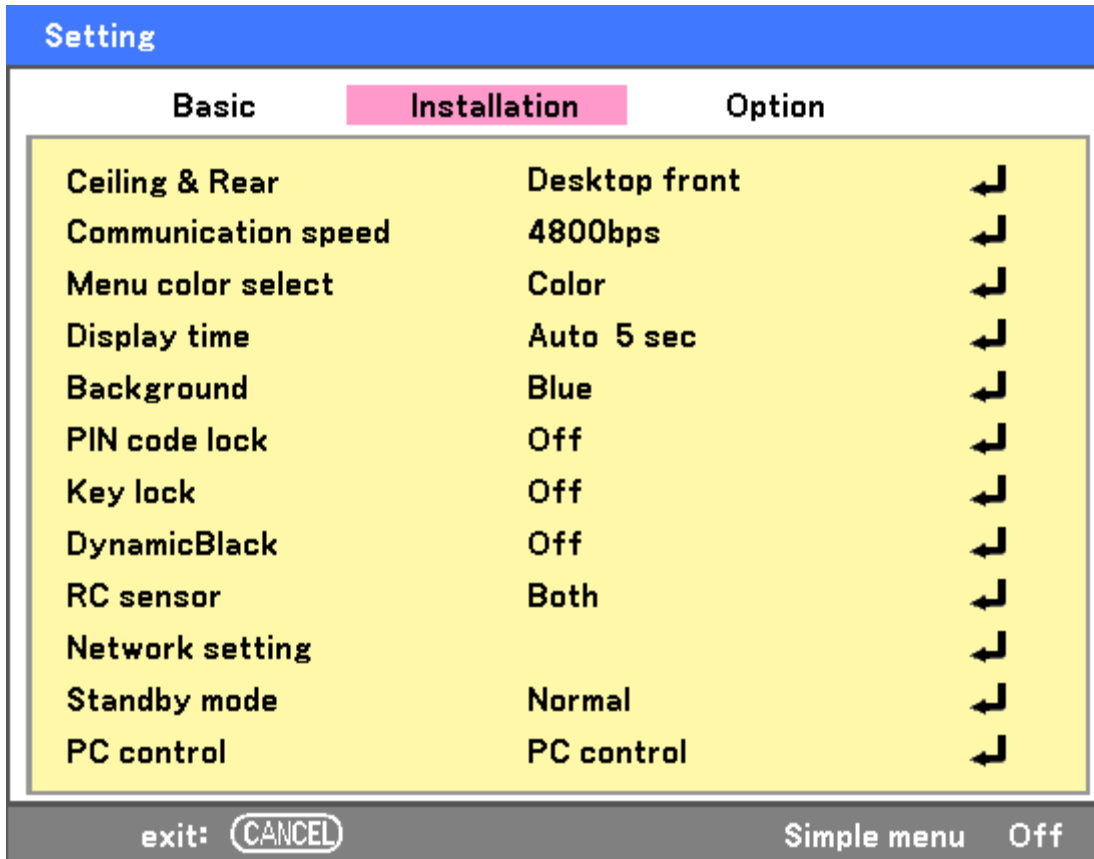 Setting
Basic Installation Option
Ceiling & Rear Desktop front
Communication speed 4800bps
Menu color select Color
Display time Auto 5 sec
Background Blue
PIN code lock Off
Key lock Off
DynamicBlack Off
RC sensor Both
Network setting
Standby mode Normal
PC control PC control
exit: CANCEL Simple menu Off